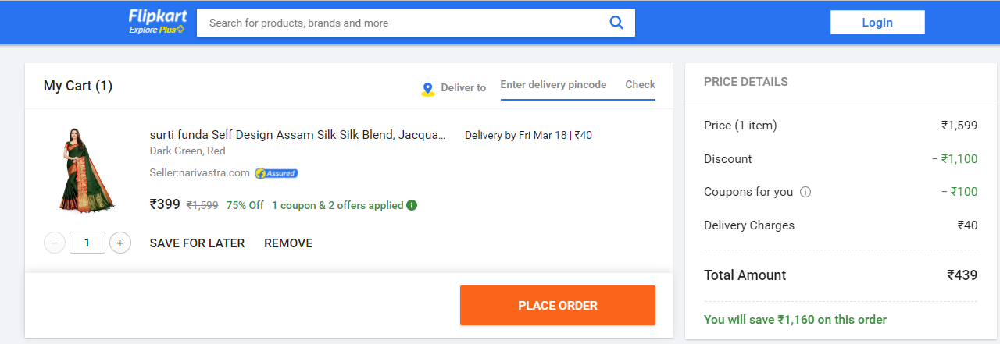 Flipkart
Explore Plus
Search for products, brands and more
Login
My Cart (1)
Deliver to
Enter delivery pincode
Check
surti funda Self Design Assam Silk Silk Blend, Jacqua...
Delivery by Fri Mar 18 | ₹40
Dark Green, Red
Seller:narivastra.com
f Assured
₹399 ₹1,599 75% Off 1 coupon & 2 offers applied i
− 1 +
SAVE FOR LATER
REMOVE
PLACE ORDER
PRICE DETAILS
Price (1 item) ₹1,599
Discount − ₹1,100
Coupons for you i − ₹100
Delivery Charges ₹40
Total Amount ₹439
You will save ₹1,160 on this order